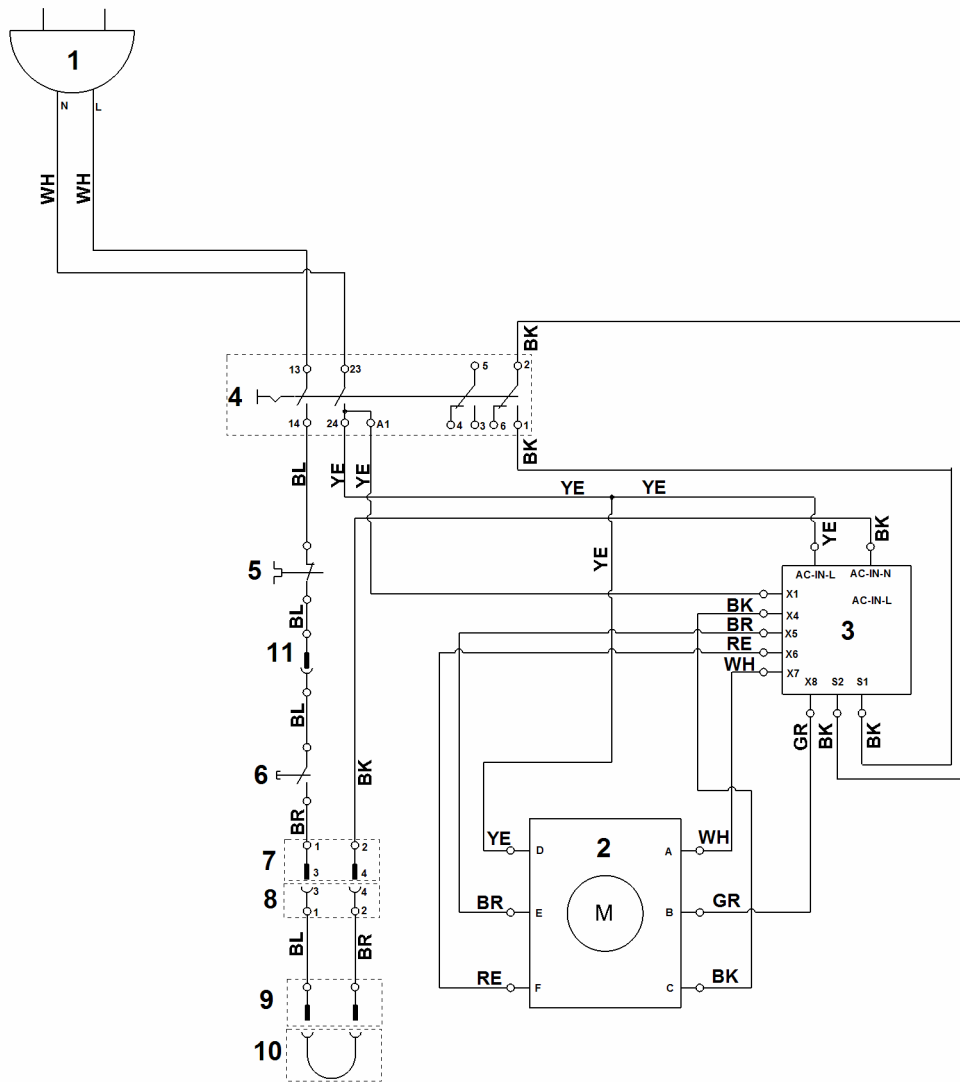 1
N L
WH WH
BK
5 2
13 23
4
14 24 A1 4 3 6 1
BL YE YE BK
YE YE
YE YE BK
5
AC-IN-L AC-IN-N
X1 AC-IN-L
BL BK X4
BR X5 3
11 RE X6
WH X7
X8 S2 S1
BL GR BK BK
6 BK
BR
WH
2
YE D A
7 1 2
3 4
8 3 4
1 2
M
BR E B GR
BL BR
RE F C BK
9
10